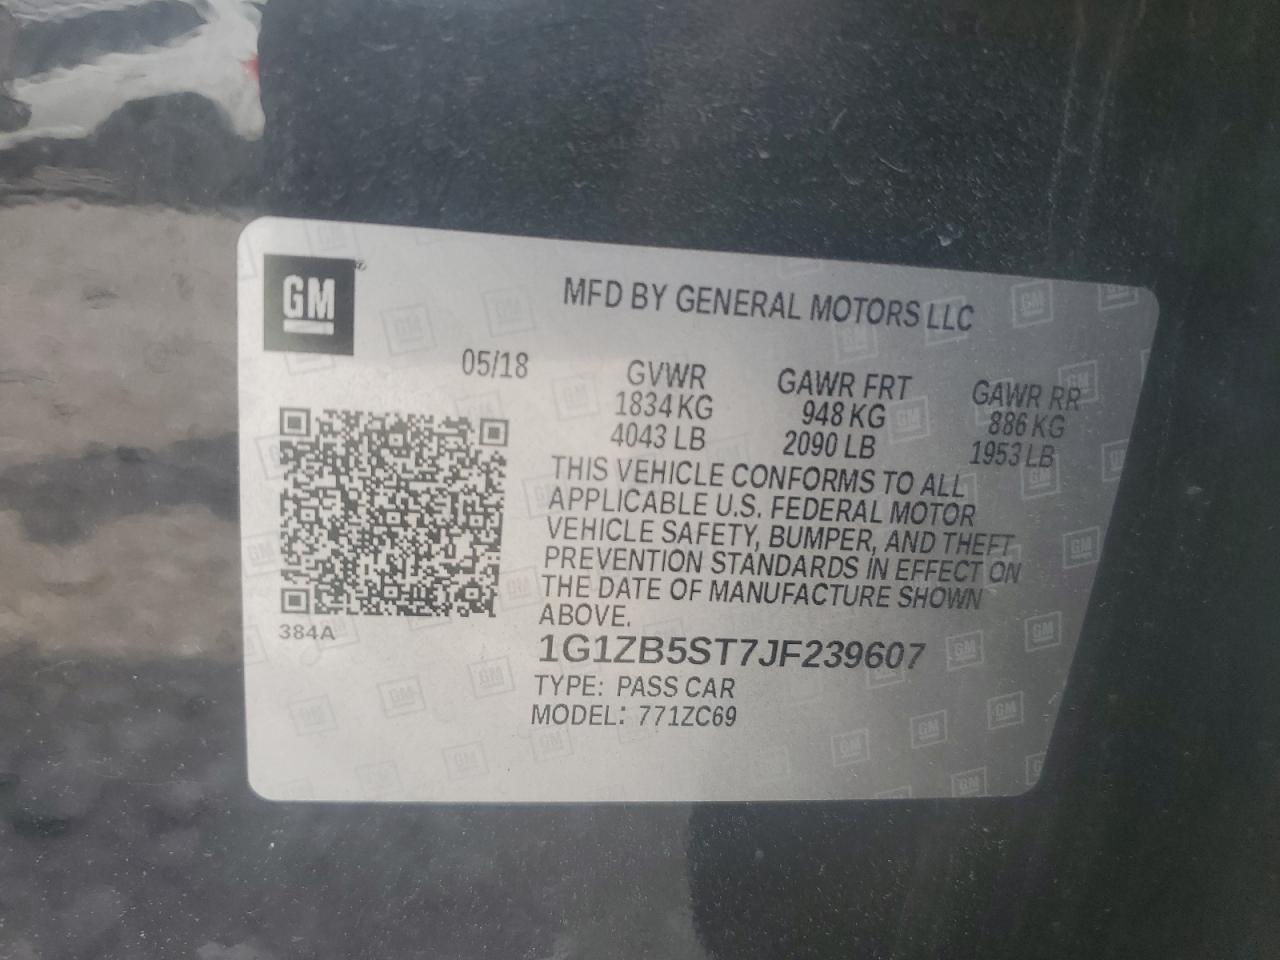 GM
MFD BY GENERAL MOTORS LLC
05/18
GVWR GAWR FRT GAWR RR
1834 KG 948 KG 886 KG
4043 LB 2090 LB 1953 LB
THIS VEHICLE CONFORMS TO ALL
APPLICABLE U.S. FEDERAL MOTOR
VEHICLE SAFETY, BUMPER, AND THEFT
PREVENTION STANDARDS IN EFFECT ON
THE DATE OF MANUFACTURE SHOWN
ABOVE.
384A
1G1ZB5ST7JF239607
TYPE: PASS CAR
MODEL: 771ZC69